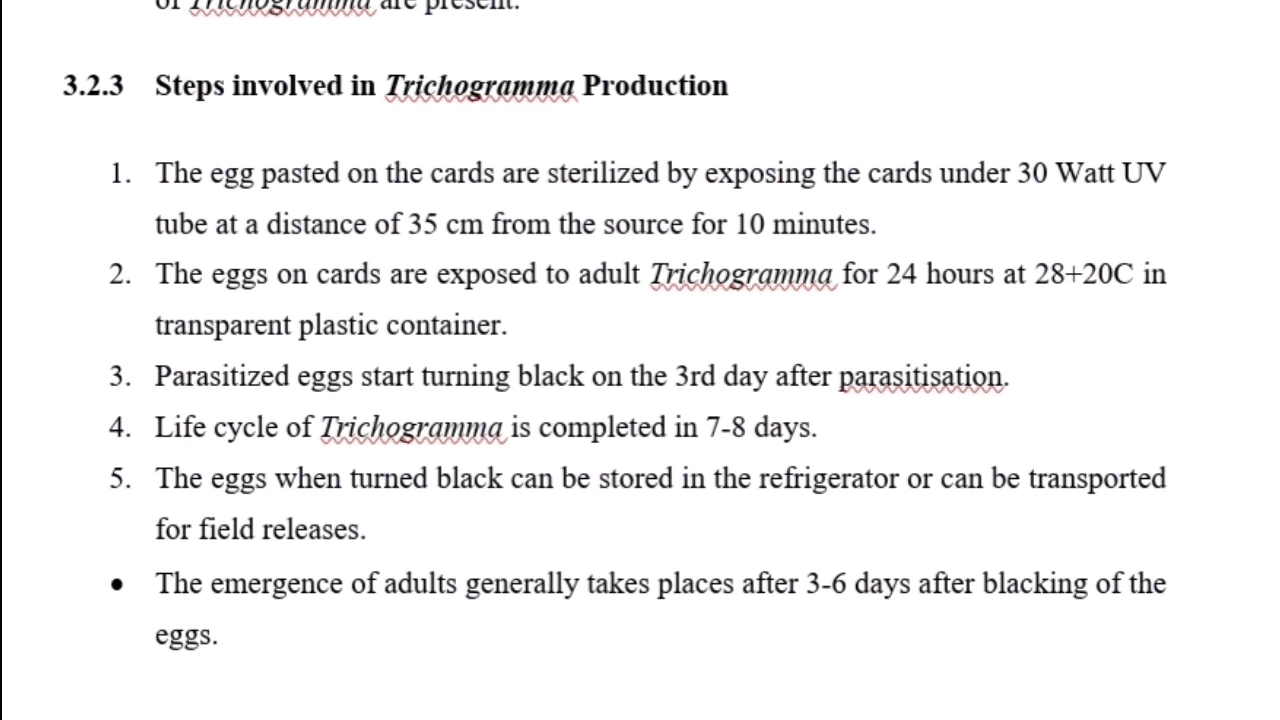 of Trichogramma are present.
3.2.3 Steps involved in Trichogramma Production
1. The egg pasted on the cards are sterilized by exposing the cards under 30 Watt UV
tube at a distance of 35 cm from the source for 10 minutes.
2. The eggs on cards are exposed to adult Trichogramma for 24 hours at 28+20C in
transparent plastic container.
3. Parasitized eggs start turning black on the 3rd day after parasitisation.
4. Life cycle of Trichogramma is completed in 7-8 days.
5. The eggs when turned black can be stored in the refrigerator or can be transported
for field releases.
• The emergence of adults generally takes places after 3-6 days after blacking of the
eggs.